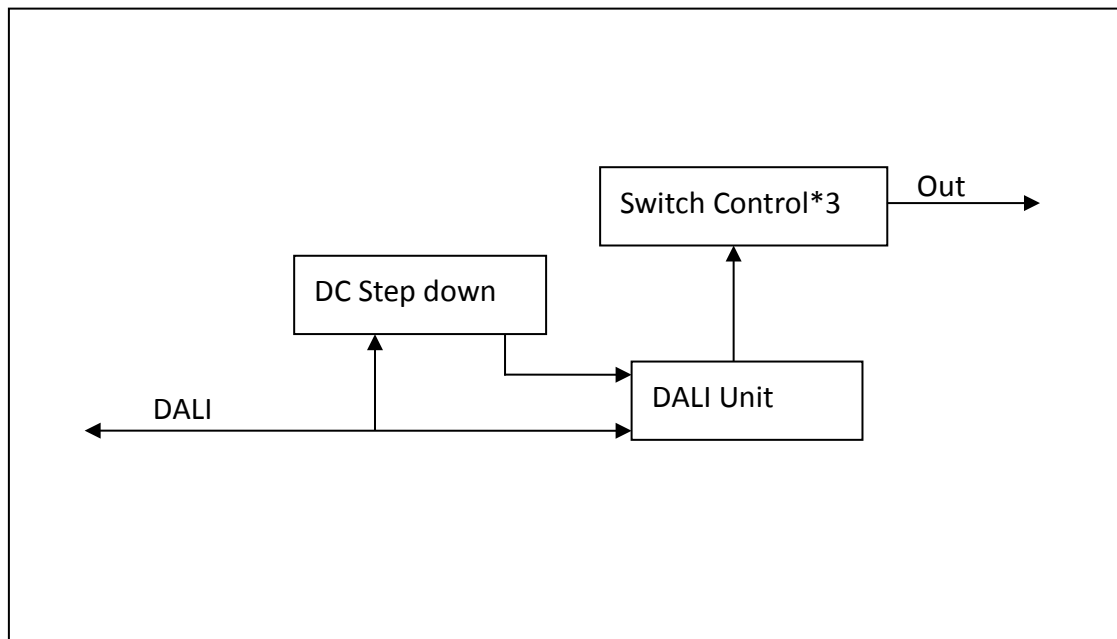 Switch Control*3
Out
DC Step down
DALI Unit
DALI